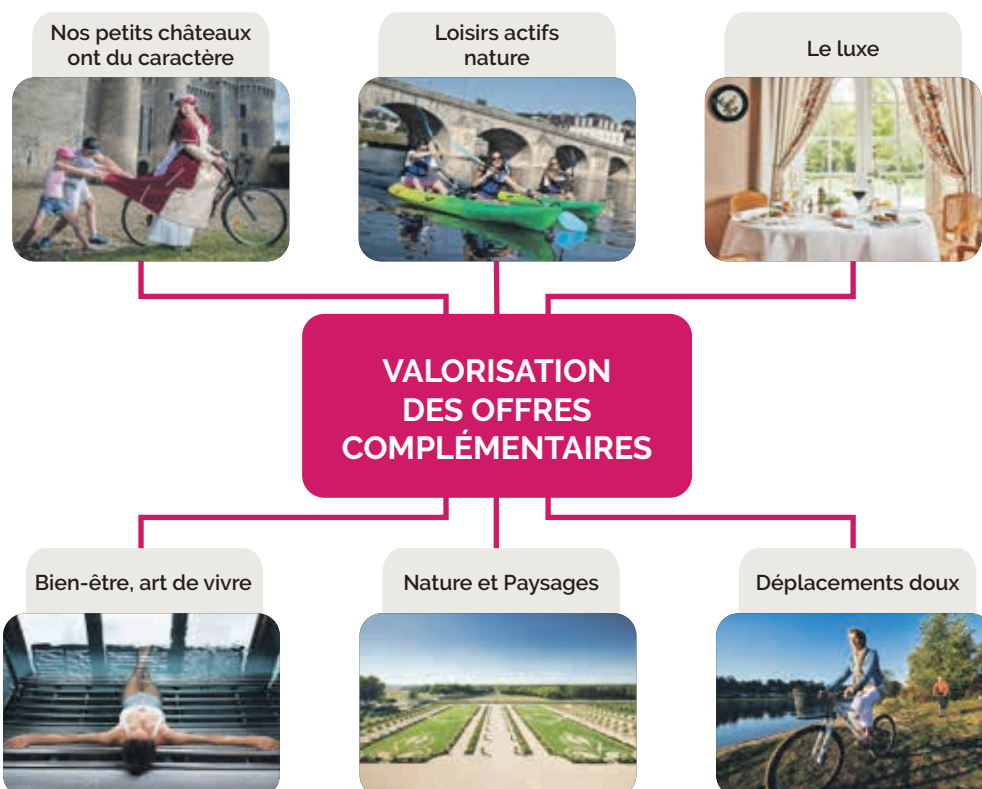 Nos petits châteaux
ont du caractère
Loisirs actifs
nature
Le luxe
VALORISATION
DES OFFRES
COMPLÉMENTAIRES
Bien-être, art de vivre
Nature et Paysages
Déplacements doux